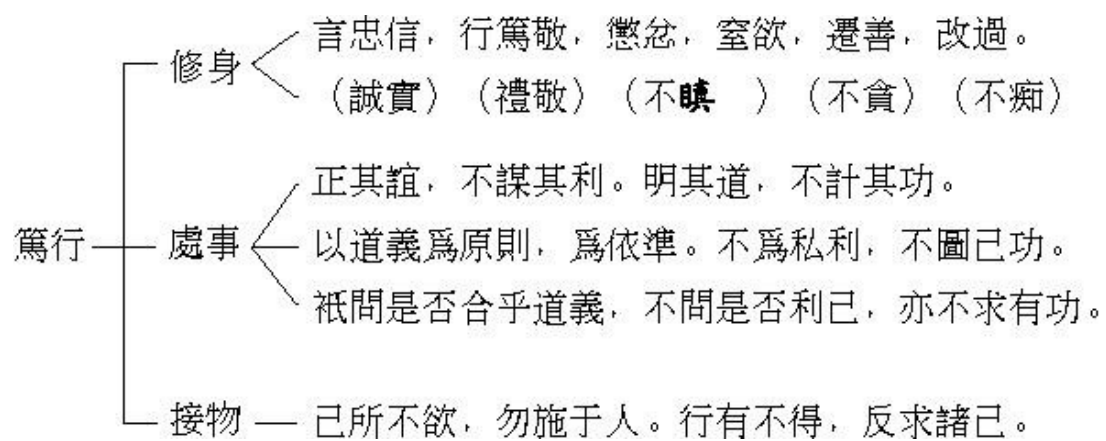 言忠信，行篤敬，懲忿，窒欲，遷善，改過。
修身
（誠實）（禮敬）（不瞋 ）（不貪）（不痴）
正其誼，不謀其利。明其道，不計其功。
篤行 處事 以道義爲原則，爲依準。不爲私利，不圖己功。
祇問是否合乎道義，不問是否利己，亦不求有功。
接物 己所不欲，勿施于人。行有不得，反求諸己。